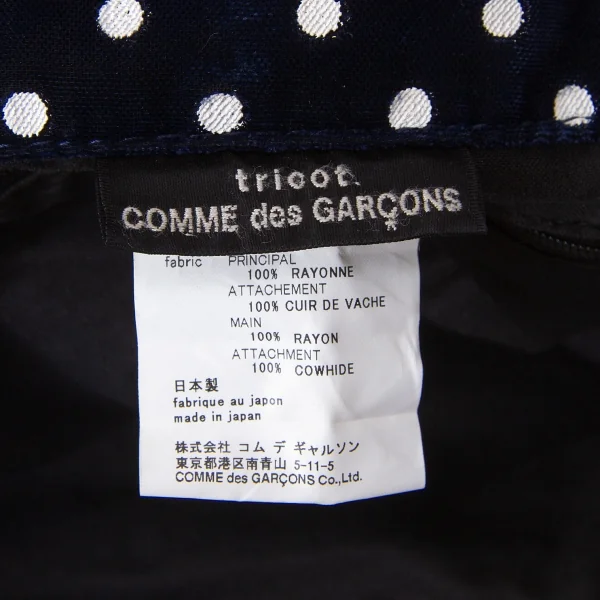 tricot
COMME des GARÇONS
fabric PRINCIPAL
100% RAYONNE
ATTACHEMENT
100% CUIR DE VACHE
MAIN
100% RAYON
ATTACHMENT
100% COWHIDE
日本製
fabrique au japon
made in japan
株式会社 コム デ ギャルソン
東京都港区南青山 5-11-5
COMME des GARÇONS Co.,Ltd.